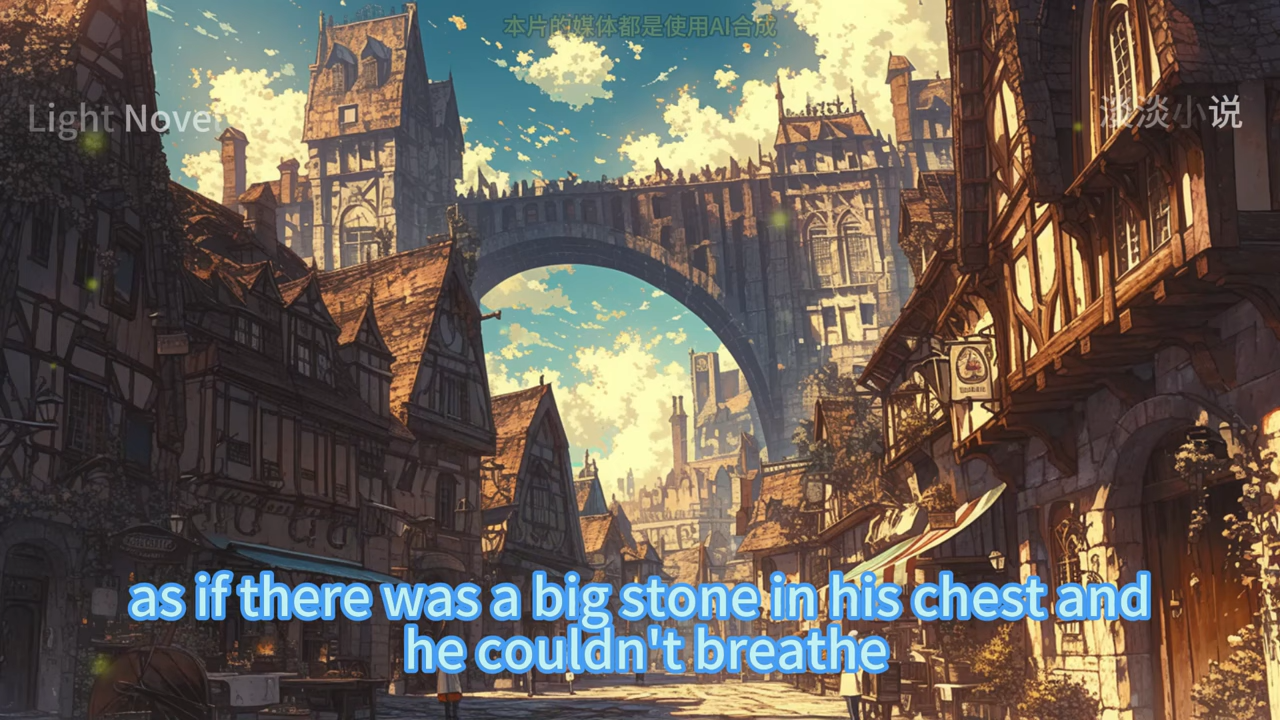 本片的媒体都是使用AI合成
Light Nove
淡淡小说
as if there was a big stone in his chest and
he couldn't breathe